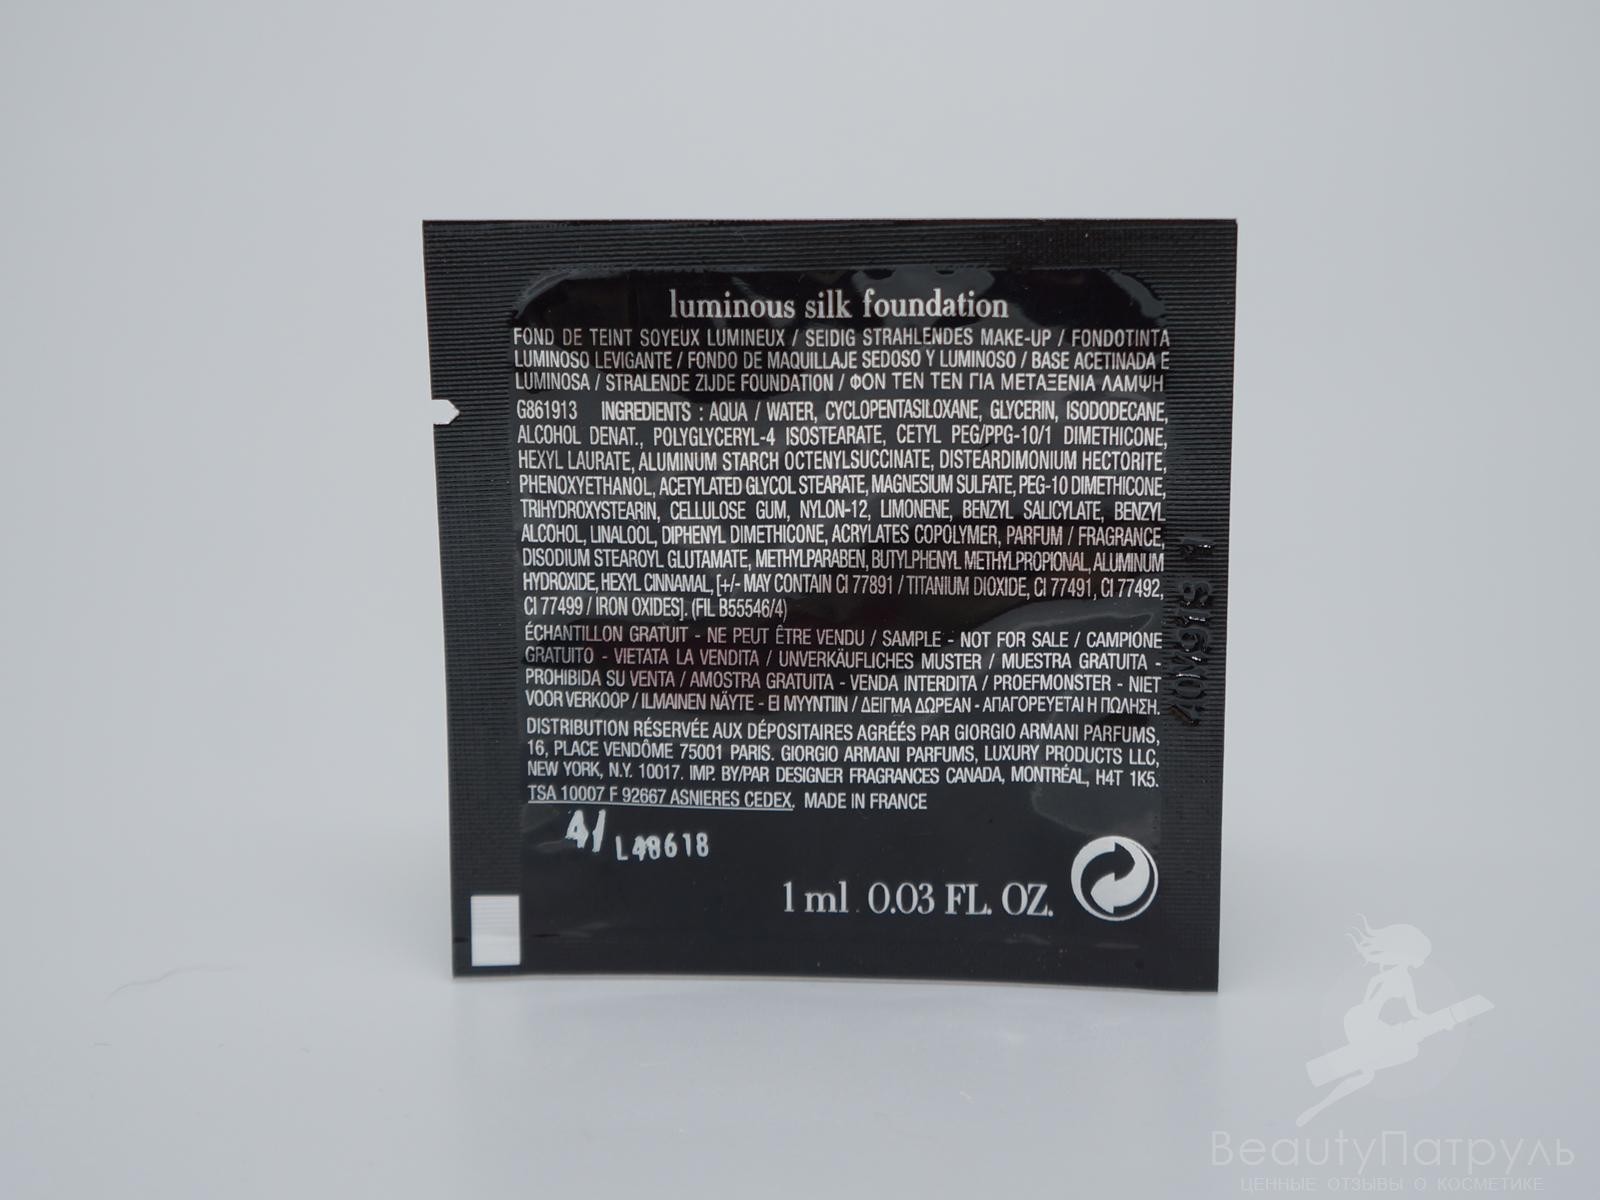 luminous silk foundation
FOND DE TEINT SOYEUX LUMINEUX / SEIDIG STRAHLENDES MAKE-UP / FONDOTINTA
LUMINOSO LEVIGANTE / FONDO DE MAQUILLAJE SEDOSO Y LUMINOSO / BASE ACETINADA E
LUMINOSA / STRALENDE ZIJDE FOUNDATION / ΦΟΝ ΤΕΝ ΤΕΝ ΓΙΑ ΜΕΤΑΞΕΝΙΑ ΛΑΜΨΗ
G861913 INGREDIENTS : AQUA / WATER, CYCLOPENTASILOXANE, GLYCERIN, ISODODECANE,
ALCOHOL DENAT., POLYGLYCERYL-4 ISOSTEARATE, CETYL PEG/PPG-10/1 DIMETHICONE,
HEXYL LAURATE, ALUMINUM STARCH OCTENYLSUCCINATE, DISTEARDIMONIUM HECTORITE,
PHENOXYETHANOL, ACETYLATED GLYCOL STEARATE, MAGNESIUM SULFATE, PEG-10 DIMETHICONE,
TRIHYDROXYSTEARIN, CELLULOSE GUM, NYLON-12, LIMONENE, BENZYL SALICYLATE, BENZYL
ALCOHOL, LINALOOL, DIPHENYL DIMETHICONE, ACRYLATES COPOLYMER, PARFUM / FRAGRANCE,
DISODIUM STEAROYL GLUTAMATE, METHYLPARABEN, BUTYLPHENYL METHYLPROPIONAL, ALUMINUM
HYDROXIDE, HEXYL CINNAMAL, [+/- MAY CONTAIN CI 77891 / TITANIUM DIOXIDE, CI 77491, CI 77492,
CI 77499 / IRON OXIDES]. (FIL B55546/4)
ÉCHANTILLON GRATUIT - NE PEUT ÊTRE VENDU / SAMPLE - NOT FOR SALE / CAMPIONE
GRATUITO - VIETATA LA VENDITA / UNVERKÄUFLICHES MUSTER / MUESTRA GRATUITA -
PROHIBIDA SU VENTA / AMOSTRA GRATUITA - VENDA INTERDITA / PROEFMONSTER - NIET
VOOR VERKOOP / ILMAINEN NÄYTE - EI MYYNTIIN / ΔΕΙΓΜΑ ΔΩΡΕΑΝ - ΑΠΑΓΟΡΕΥΕΤΑΙ Η ΠΩΛΗΣΗ.
DISTRIBUTION RÉSERVÉE AUX DÉPOSITAIRES AGRÉÉS PAR GIORGIO ARMANI PARFUMS,
16, PLACE VENDÔME 75001 PARIS. GIORGIO ARMANI PARFUMS, LUXURY PRODUCTS LLC,
NEW YORK, N.Y. 10017. IMP. BY/PAR DESIGNER FRAGRANCES CANADA, MONTRÉAL, H4T 1K5.
TSA 10007 F 92667 ASNIERES CEDEX. MADE IN FRANCE
4/ L48618
1 ml 0.03 FL. OZ.
BeautyПатруль
ЦЕННЫЕ ОТЗЫВЫ О КОСМЕТИКЕ